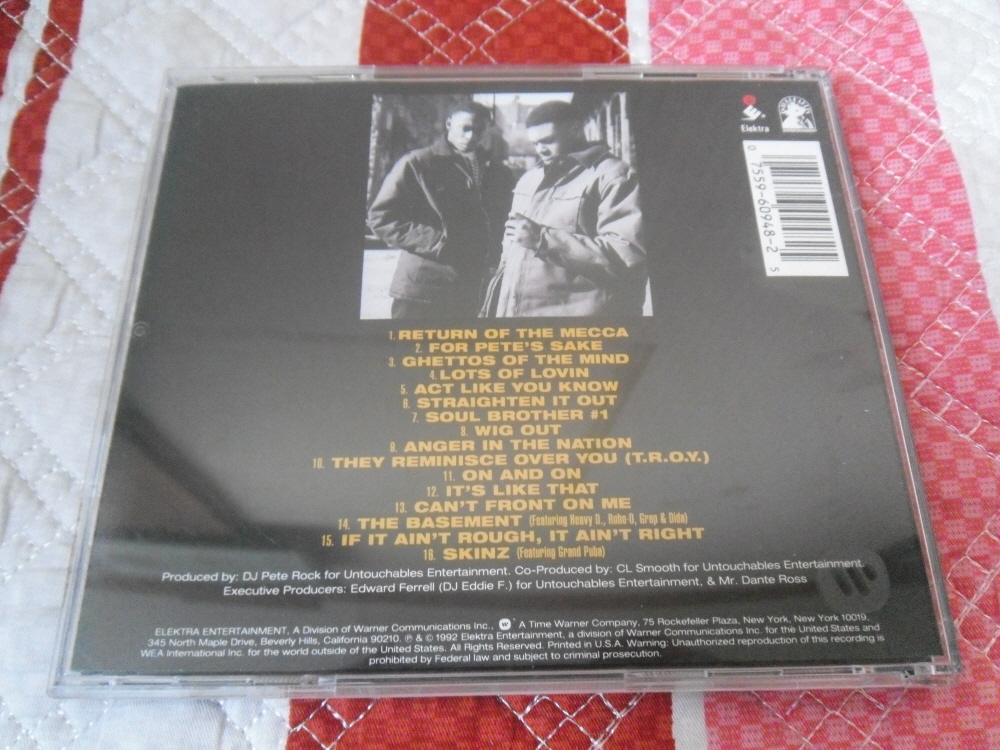 Elektra
0 7559-60948-2 5
1. RETURN OF THE MECCA
2. FOR PETE'S SAKE
3. GHETTOS OF THE MIND
4. LOTS OF LOVIN
5. ACT LIKE YOU KNOW
6. STRAIGHTEN IT OUT
7. SOUL BROTHER #1
8. WIG OUT
9. ANGER IN THE NATION
10. THEY REMINISCE OVER YOU (T.R.O.Y.)
11. ON AND ON
12. IT'S LIKE THAT
13. CAN'T FRONT ON ME
14. THE BASEMENT (Featuring Heavy D., Robo-D, Grap & Dida)
15. IF IT AIN'T ROUGH, IT AIN'T RIGHT
16. SKINZ (Featuring Grand Puba)
Produced by: DJ Pete Rock for Untouchables Entertainment. Co-Produced by: CL Smooth for Untouchables Entertainment.
Executive Producers: Edward Ferrell (DJ Eddie F.) for Untouchables Entertainment, & Mr. Dante Ross
ELEKTRA ENTERTAINMENT, A Division of Warner Communications Inc., A Time Warner Company, 75 Rockefeller Plaza, New York, New York 10019,
345 North Maple Drive, Beverly Hills, California 90210. ℗ & © 1992 Elektra Entertainment, a division of Warner Communications Inc. for the United States and
WEA International Inc. for the world outside of the United States. All Rights Reserved. Printed in U.S.A. Warning: Unauthorized reproduction of this recording is
prohibited by Federal law and subject to criminal prosecution.